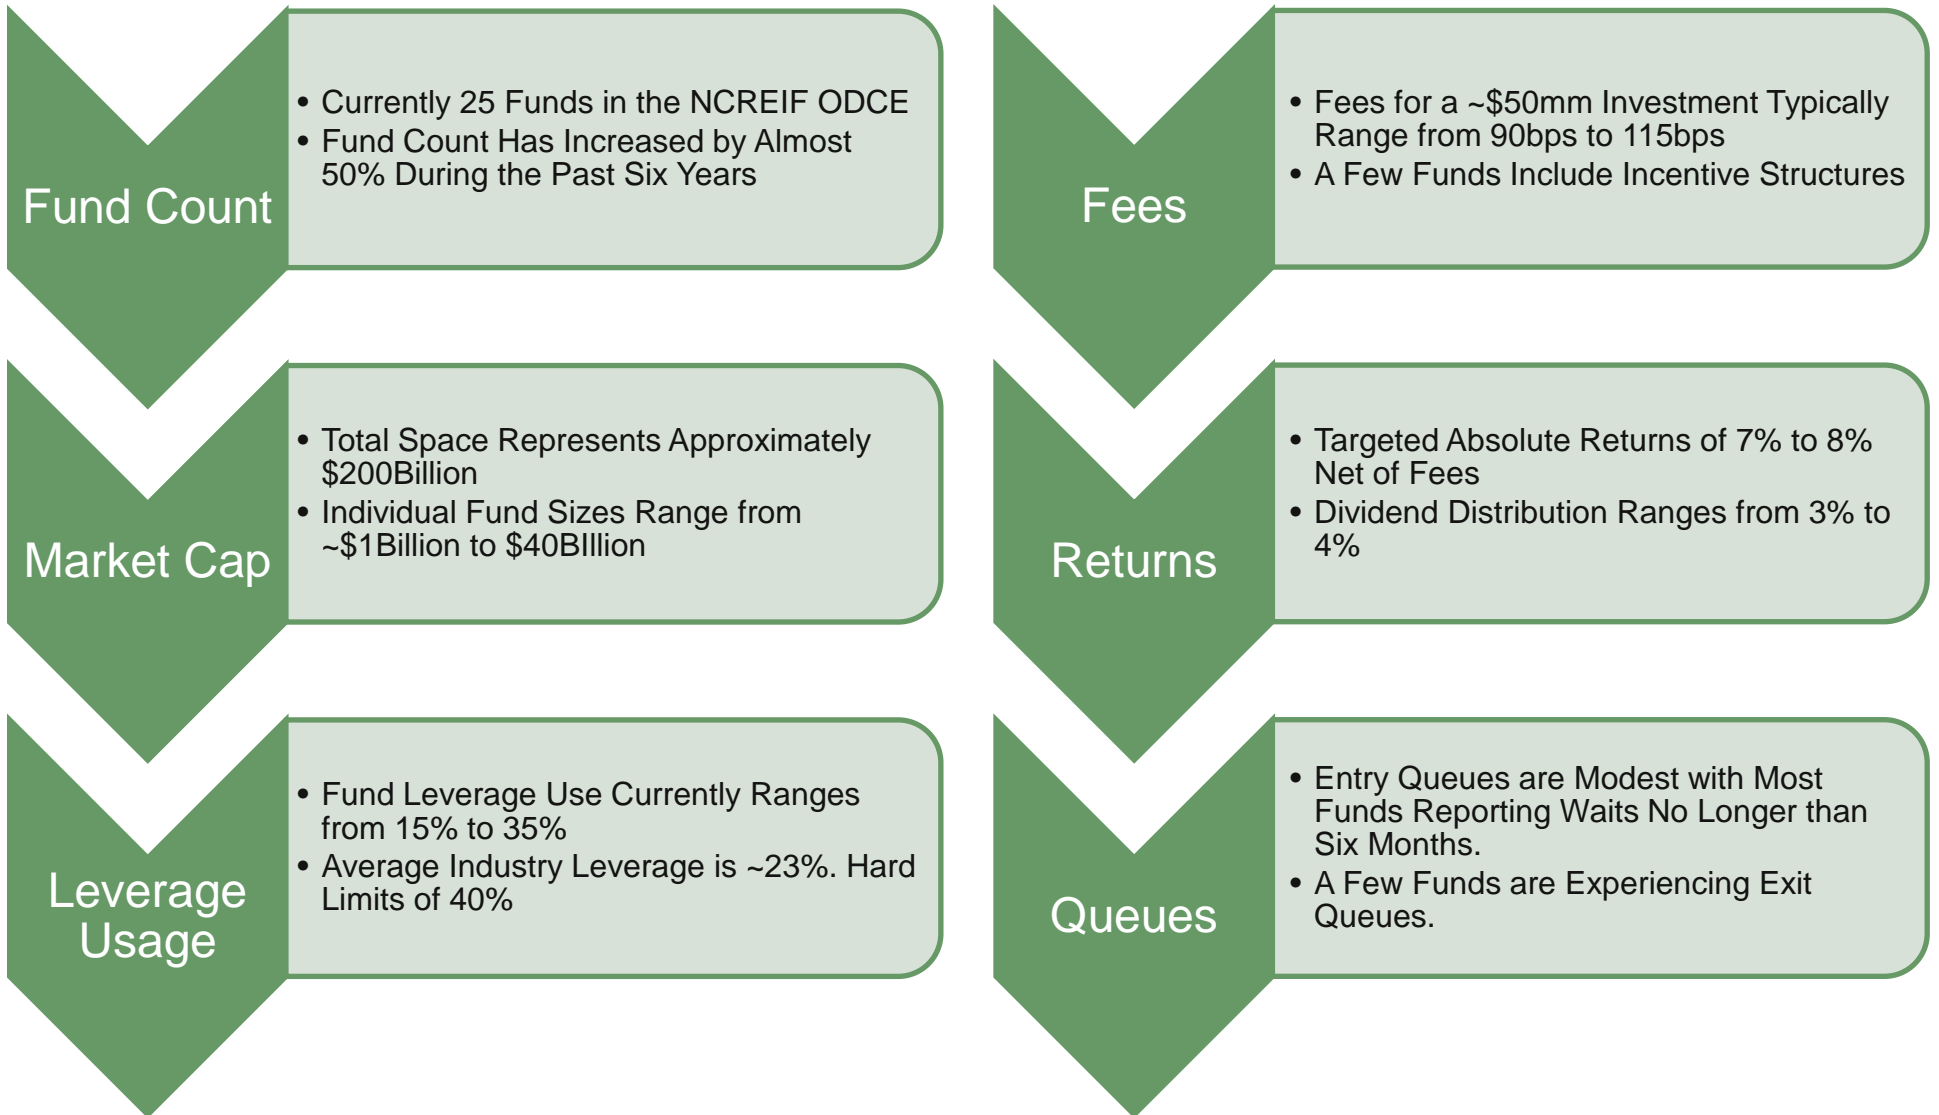 Fund Count
• Currently 25 Funds in the NCREIF ODCE
• Fund Count Has Increased by Almost
50% During the Past Six Years
Market Cap
• Total Space Represents Approximately
$200Billion
• Individual Fund Sizes Range from
~$1Billion to $40BIllion
Leverage
Usage
• Fund Leverage Use Currently Ranges
from 15% to 35%
• Average Industry Leverage is ~23%. Hard
Limits of 40%
Fees
• Fees for a ~$50mm Investment Typically
Range from 90bps to 115bps
• A Few Funds Include Incentive Structures
Returns
• Targeted Absolute Returns of 7% to 8%
Net of Fees
• Dividend Distribution Ranges from 3% to
4%
Queues
• Entry Queues are Modest with Most
Funds Reporting Waits No Longer than
Six Months.
• A Few Funds are Experiencing Exit
Queues.